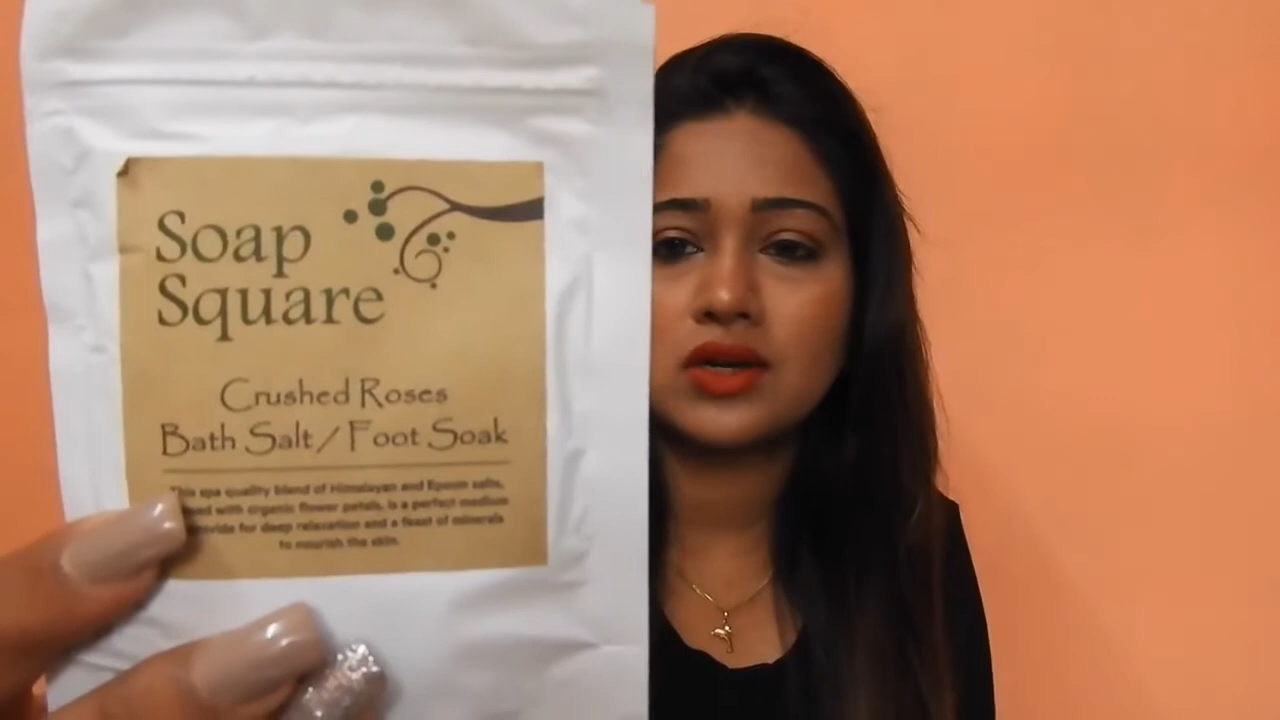 Soap
Square
Crushed Roses
Bath Salt / Foot Soak
This spa quality blend of Himalayan and Epsom salts,
with organic flower petals, is a perfect medium
for deep relaxation and a feast of minerals
to nourish the skin.